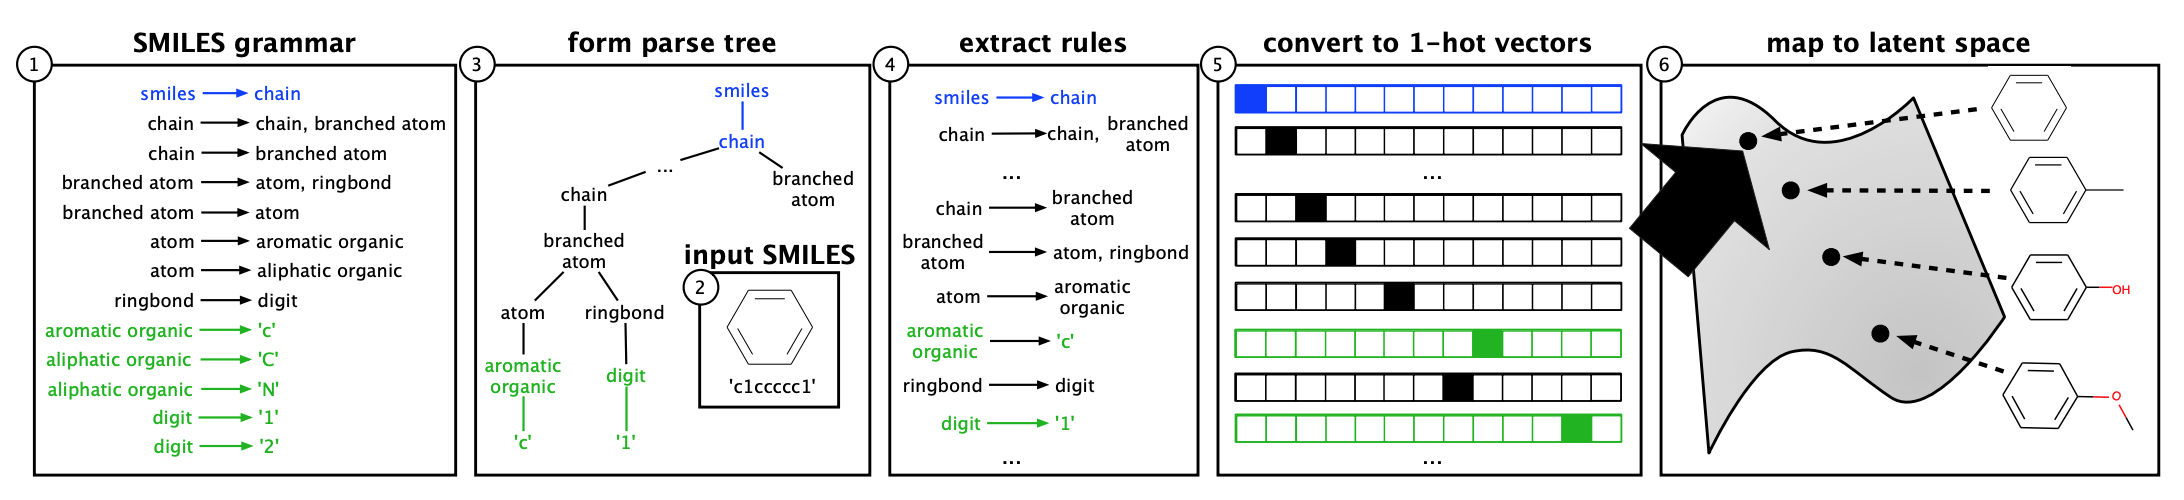 SMILES grammar
1
smiles → chain
chain → chain, branched atom
chain → branched atom
branched atom → atom, ringbond
branched atom → atom
atom → aromatic organic
atom → aliphatic organic
ringbond → digit
aromatic organic → 'c'
aliphatic organic → 'C'
aliphatic organic → 'N'
digit → '1'
digit → '2'
form parse tree
3
smiles
chain
...
branched
atom
chain
branched
atom
atom
ringbond
aromatic
organic
digit
'c'
'1'
input SMILES
2
'c1ccccc1'
extract rules
4
smiles → chain
chain → chain, branched
atom
...
chain → branched
atom
branched
atom → atom, ringbond
atom → aromatic
organic
aromatic
organic → 'c'
ringbond → digit
digit → '1'
...
convert to 1-hot vectors
5
...
...
map to latent space
6
OH
O